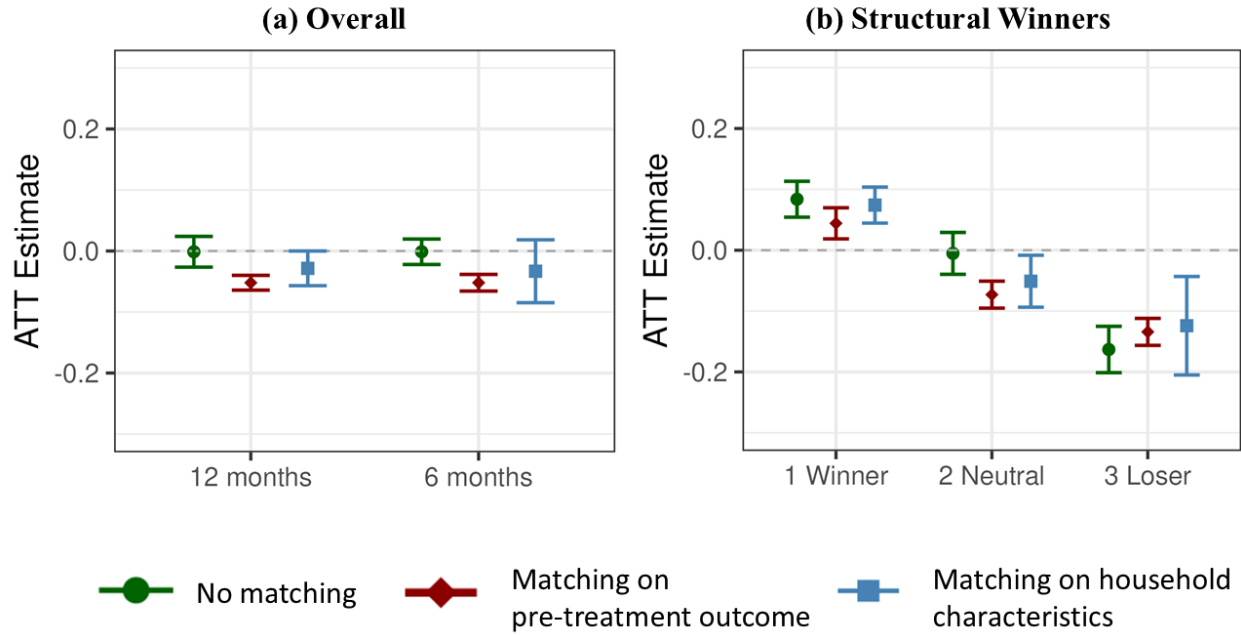 (a) Overall
(b) Structural Winners
ATT Estimate
0.2
0.0
-0.2
12 months
6 months
ATT Estimate
0.2
0.0
-0.2
1 Winner
2 Neutral
3 Loser
No matching
Matching on
pre-treatment outcome
Matching on household
characteristics